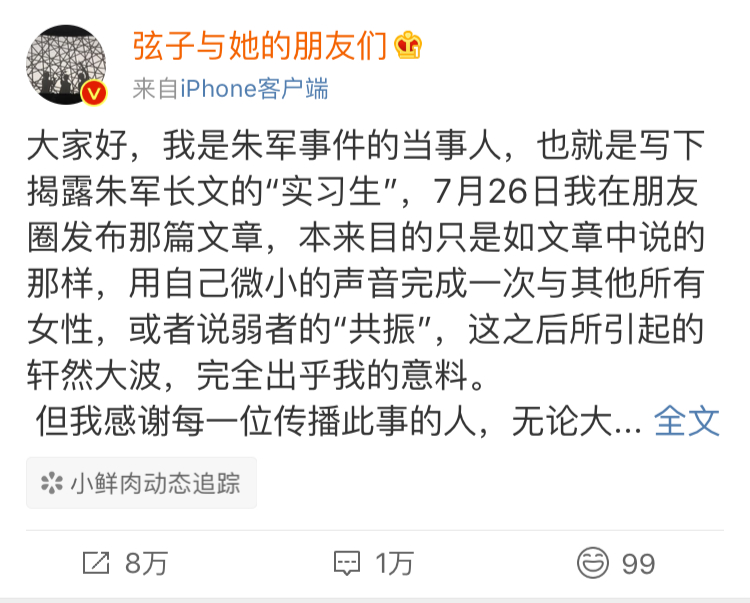 弦子与她的朋友们
来自iPhone客户端
大家好，我是朱军事件的当事人，也就是写下
揭露朱军长文的“实习生”，7月26日我在朋友
圈发布那篇文章，本来目的只是如文章中说的
那样，用自己微小的声音完成一次与其他所有
女性，或者说弱者的“共振”，这之后所引起的
轩然大波，完全出乎我的意料。
但我感谢每一位传播此事的人，无论大... 全文
小鲜肉动态追踪
8万 1万 99